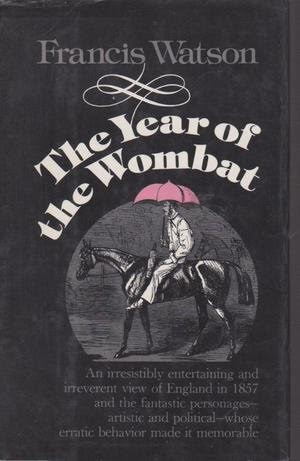 Francis Watson
The Year of
the Wombat
An irresistibly entertaining and
irreverent view of England in 1857
and the fantastic personages—
artistic and political—whose
erratic behavior made it memorable